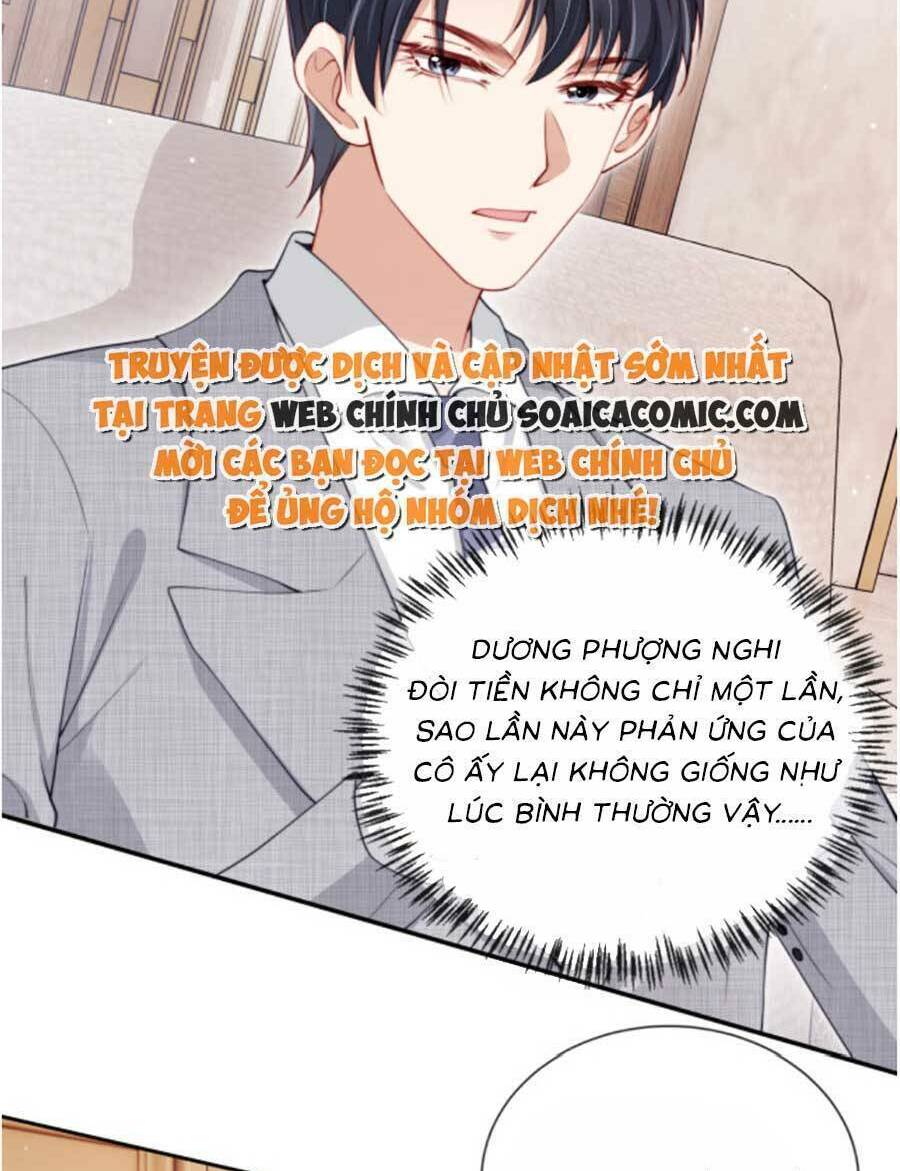 TRUYỆN ĐƯỢC DỊCH VÀ CẬP NHẬT SỚM NHẤT
TẠI TRANG WEB CHÍNH CHỦ SOAICACOMIC.COM
MỜI CÁC BẠN ĐỌC TẠI WEB CHÍNH CHỦ
ĐỂ ỦNG HỘ NHÓM DỊCH NHÉ!
DƯƠNG PHƯỢNG NGHI
ĐÒI TIỀN KHÔNG CHỈ MỘT LẦN,
SAO LẦN NÀY PHẢN ỨNG CỦA
CÔ ẤY LẠI KHÔNG GIỐNG NHƯ
LÚC BÌNH THƯỜNG VẬY......